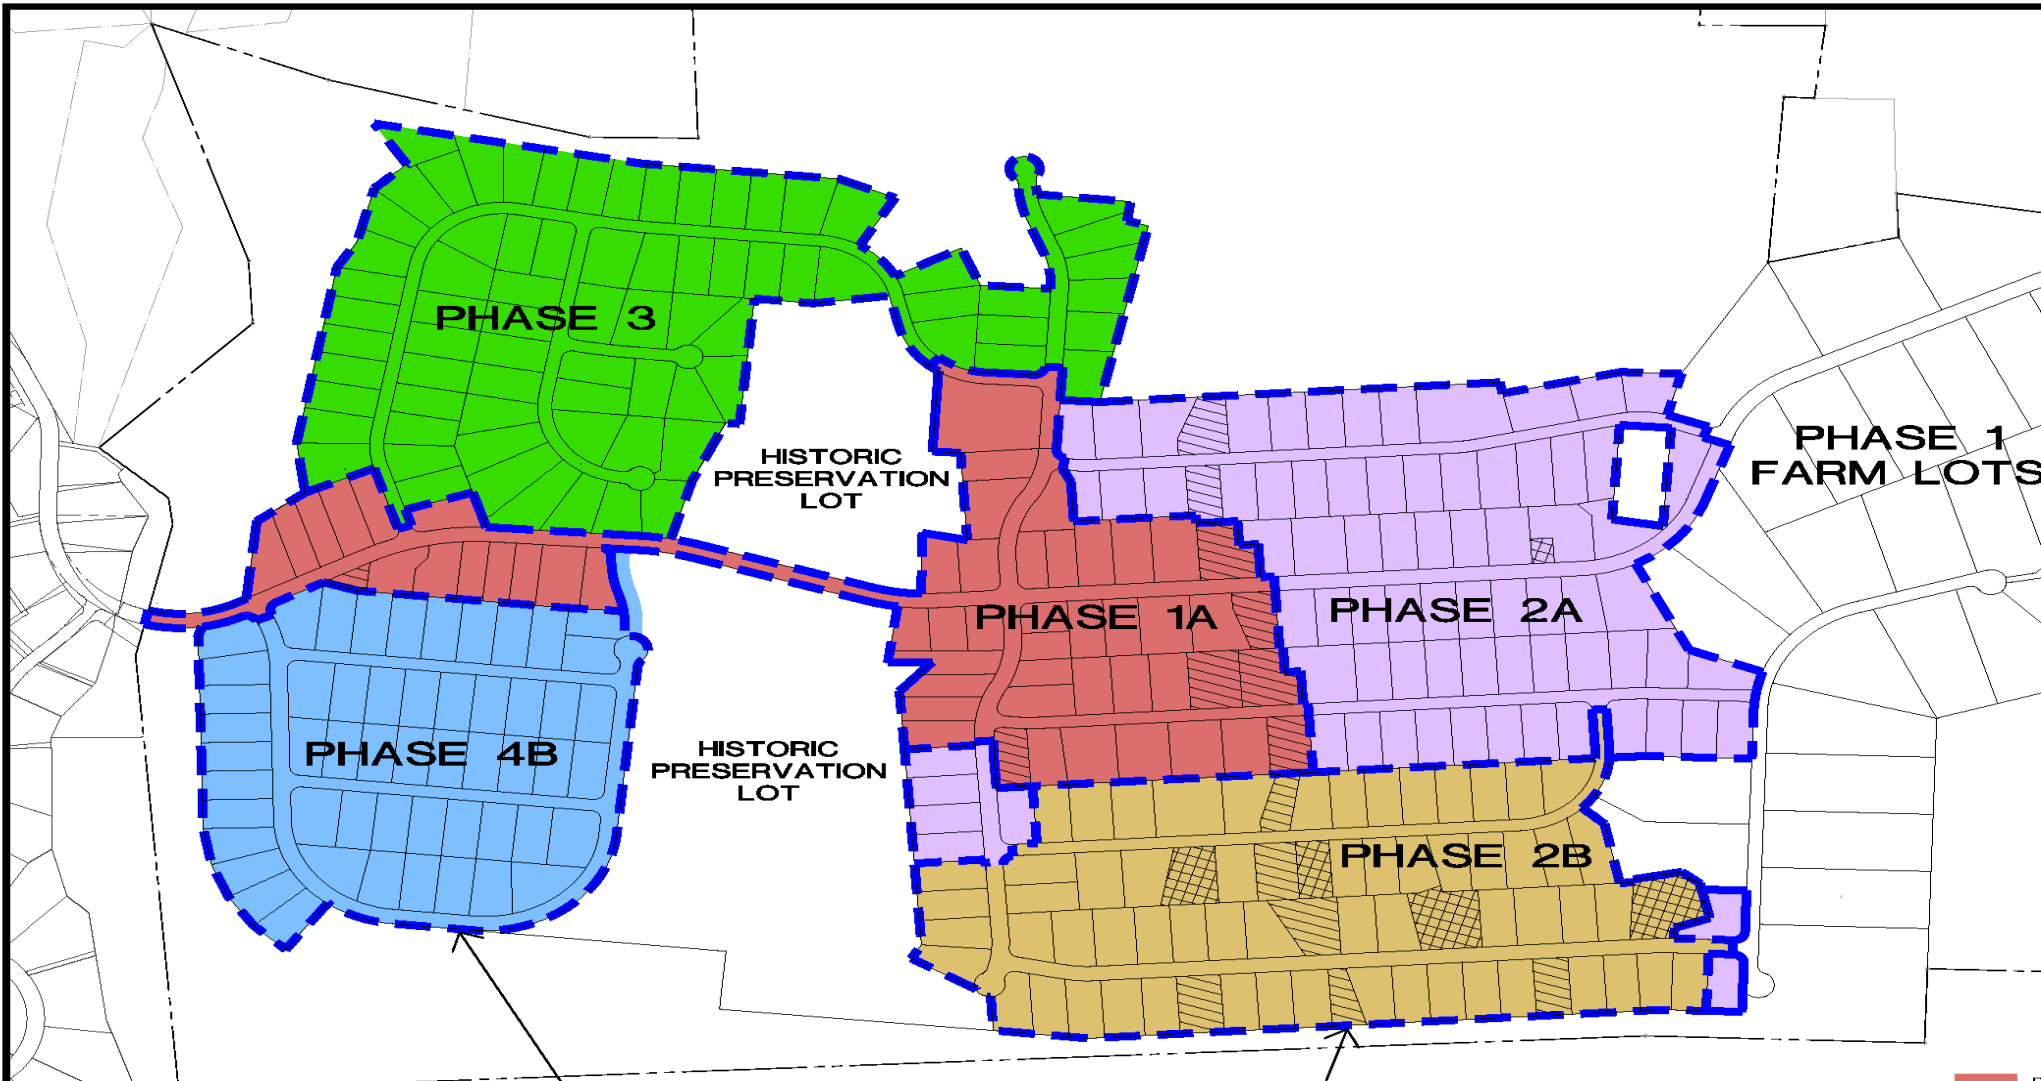 PHASE 3
PHASE 1
FARM LOTS
HISTORIC
PRESERVATION
LOT
PHASE 1A
PHASE 2A
PHASE 4B
HISTORIC
PRESERVATION
LOT
PHASE 2B